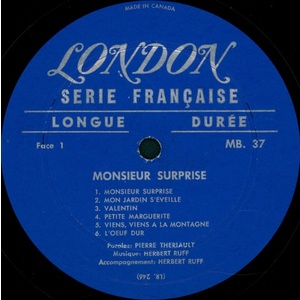 MADE IN CANADA
LONDON
SERIE FRANÇAISE
LONGUE DURÉE
Face 1 MB. 37
MONSIEUR SURPRISE
1. MONSIEUR SURPRISE
2. MON JARDIN S'EVEILLE
3. VALENTIN
4. PETITE MARGUERITE
5. VIENS, VIENS A LA MONTAGNE
6. L'OEUF DUR
Paroles: PIERRE THERIAULT
Musique: HERBERT RUFF
Accompagnement: HERBERT RUFF